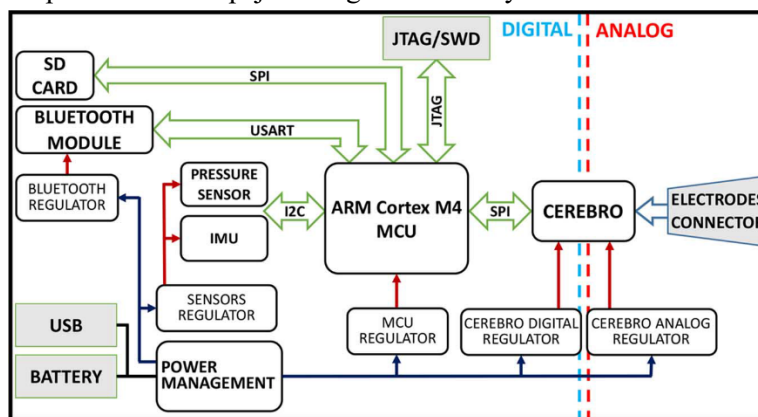 JTAG/SWD
DIGITAL
ANALOG
SD
CARD
SPI
BLUETOOTH
MODULE
USART
JTAG
BLUETOOTH
REGULATOR
PRESSURE
SENSOR
IMU
I2C
ARM Cortex M4
MCU
SPI
CEREBRO
ELECTRODES
CONNECTOR
SENSORS
REGULATOR
MCU
REGULATOR
CEREBRO DIGITAL
REGULATOR
CEREBRO ANALOG
REGULATOR
USB
BATTERY
POWER
MANAGEMENT